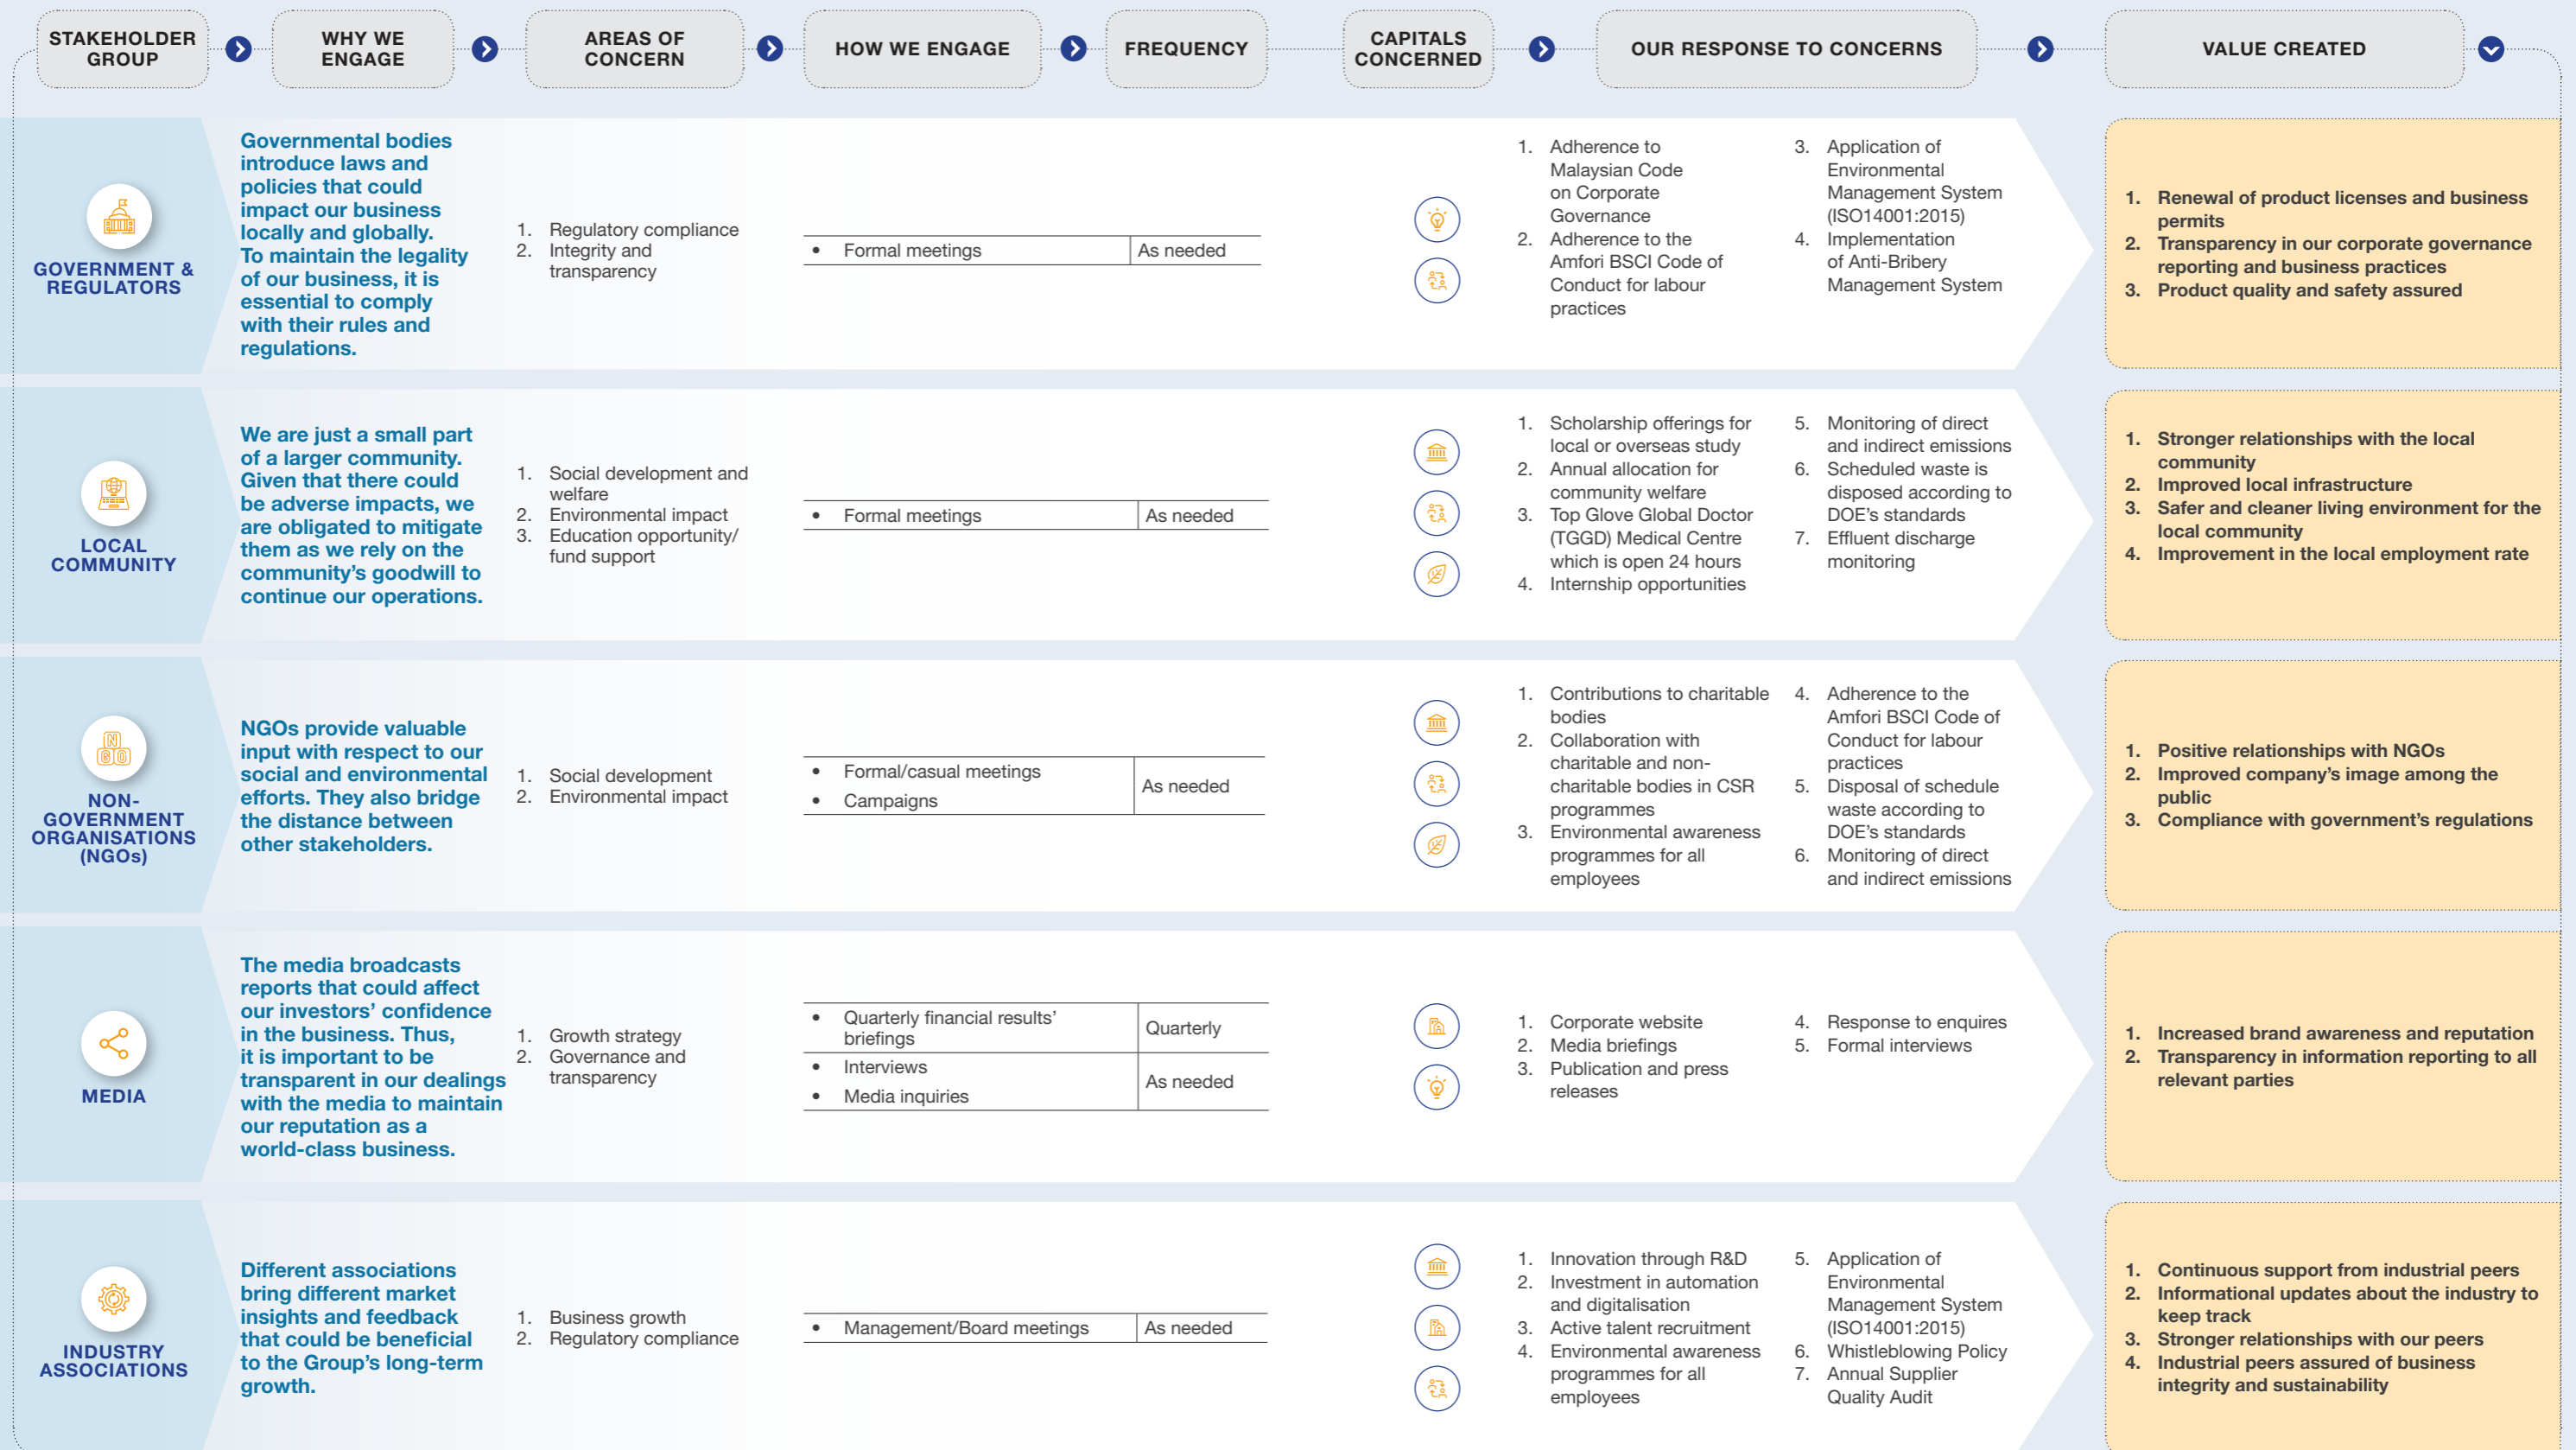 STAKEHOLDER
GROUP
WHY WE
ENGAGE
AREAS OF
CONCERN
HOW WE ENGAGE
FREQUENCY
CAPITALS
CONCERNED
OUR RESPONSE TO CONCERNS
VALUE CREATED
GOVERNMENT &
REGULATORS
Governmental bodies
introduce laws and
policies that could
impact our business
locally and globally.
To maintain the legality
of our business, it is
essential to comply
with their rules and
regulations.
1. Regulatory compliance
2. Integrity and
transparency
• Formal meetings
As needed
1. Adherence to
Malaysian Code
on Corporate
Governance
2. Adherence to the
Amfori BSCI Code of
Conduct for labour
practices
3. Application of
Environmental
Management System
(ISO14001:2015)
4. Implementation
of Anti-Bribery
Management System
1. Renewal of product licenses and business
permits
2. Transparency in our corporate governance
reporting and business practices
3. Product quality and safety assured
LOCAL
COMMUNITY
We are just a small part
of a larger community.
Given that there could
be adverse impacts, we
are obligated to mitigate
them as we rely on the
community's goodwill to
continue our operations.
1. Social development and
welfare
2. Environmental impact
3. Education opportunity/
fund support
• Formal meetings
As needed
1. Scholarship offerings for
local or overseas study
2. Annual allocation for
community welfare
3. Top Glove Global Doctor
(TGGD) Medical Centre
which is open 24 hours
4. Internship opportunities
5. Monitoring of direct
and indirect emissions
6. Scheduled waste is
disposed according to
DOE's standards
7. Effluent discharge
monitoring
1. Stronger relationships with the local
community
2. Improved local infrastructure
3. Safer and cleaner living environment for the
local community
4. Improvement in the local employment rate
N
G O
NON-
GOVERNMENT
ORGANISATIONS
(NGOs)
NGOs provide valuable
input with respect to our
social and environmental
efforts. They also bridge
the distance between
other stakeholders.
1. Social development
2. Environmental impact
• Formal/casual meetings
• Campaigns
As needed
1. Contributions to charitable
bodies
2. Collaboration with
charitable and non-
charitable bodies in CSR
programmes
3. Environmental awareness
programmes for all
employees
4. Adherence to the
Amfori BSCI Code of
Conduct for labour
practices
5. Disposal of schedule
waste according to
DOE's standards
6. Monitoring of direct
and indirect emissions
1. Positive relationships with NGOs
2. Improved company's image among the
public
3. Compliance with government's regulations
MEDIA
The media broadcasts
reports that could affect
our investors' confidence
in the business. Thus,
it is important to be
transparent in our dealings
with the media to maintain
our reputation as a
world-class business.
1. Growth strategy
2. Governance and
transparency
• Quarterly financial results'
briefings
Quarterly
• Interviews
• Media inquiries
As needed
1. Corporate website
2. Media briefings
3. Publication and press
releases
4. Response to enquires
5. Formal interviews
1. Increased brand awareness and reputation
2. Transparency in information reporting to all
relevant parties
INDUSTRY
ASSOCIATIONS
Different associations
bring different market
insights and feedback
that could be beneficial
to the Group's long-term
growth.
1. Business growth
2. Regulatory compliance
• Management/Board meetings
As needed
1. Innovation through R&D
2. Investment in automation
and digitalisation
3. Active talent recruitment
4. Environmental awareness
programmes for all
employees
5. Application of
Environmental
Management System
(ISO14001:2015)
6. Whistleblowing Policy
7. Annual Supplier
Quality Audit
1. Continuous support from industrial peers
2. Informational updates about the industry to
keep track
3. Stronger relationships with our peers
4. Industrial peers assured of business
integrity and sustainability